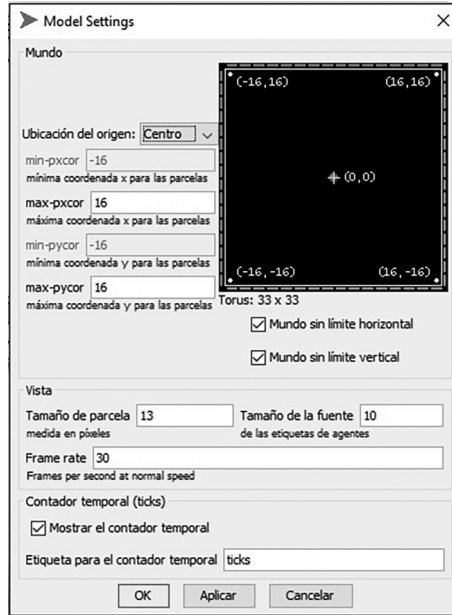 Model Settings
Mundo
(-16,16) (16,16)
Ubicación del origen: Centro
min-pxcor -16
mínima coordenada x para las parcelas
(0,0)
max-pxcor 16
máxima coordenada x para las parcelas
min-pycor -16
mínima coordenada y para las parcelas
(-16,-16) (16,-16)
max-pycor 16
máxima coordenada y para las parcelas
Torus: 33 x 33
Mundo sin límite horizontal
Mundo sin límite vertical
Vista
Tamaño de parcela 13 Tamaño de la fuente 10
medida en píxeles de las etiquetas de agentes
Frame rate 30
Frames per second at normal speed
Contador temporal (ticks)
Mostrar el contador temporal
Etiqueta para el contador temporal ticks
OK Aplicar Cancelar